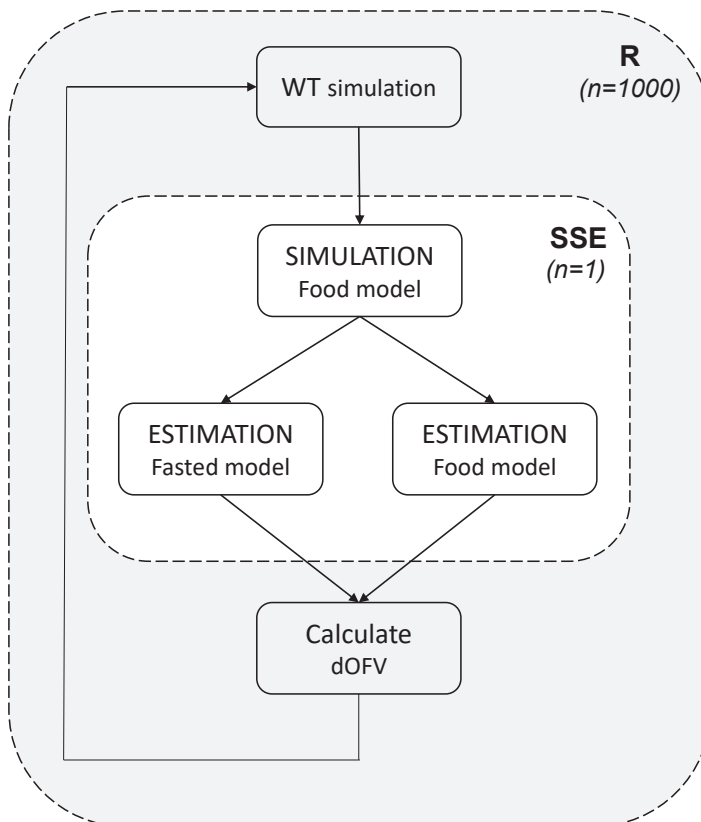 R
(n=1000)
WT simulation
SSE
(n=1)
SIMULATION
Food model
ESTIMATION
Fasted model
ESTIMATION
Food model
Calculate
dOFV